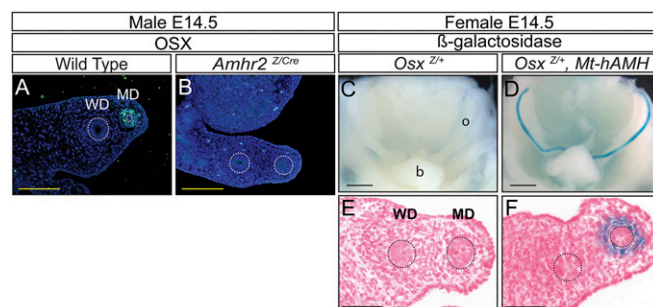 Male E14.5 Female E14.5
OSX ß-galactosidase
Wild Type Amhr2 Z/Cre Osx Z/+ Osx Z/+, Mt-hAMH
A B C D
WD MD
o
b
E F
WD MD